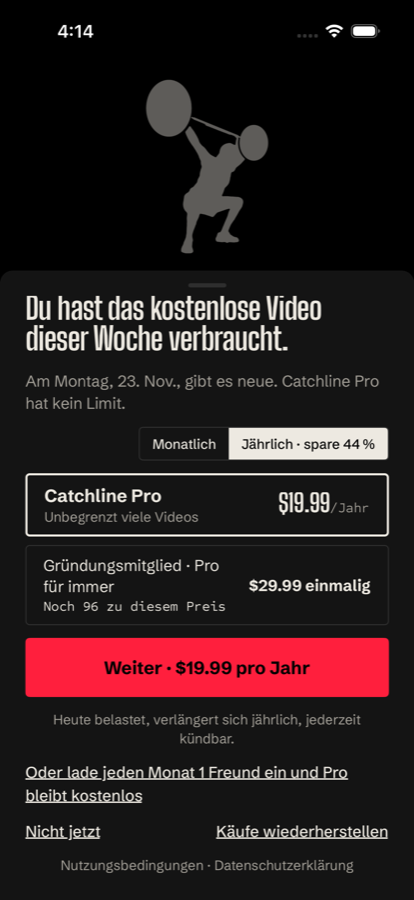 4:14
Du hast das kostenlose Video
dieser Woche verbraucht.
Am Montag, 23. Nov., gibt es neue. Catchline Pro
hat kein Limit.
Monatlich
Jährlich · spare 44 %
Catchline Pro
$19.99/Jahr
Unbegrenzt viele Videos
Gründungsmitglied · Pro
für immer
$29.99 einmalig
Noch 96 zu diesem Preis
Weiter · $19.99 pro Jahr
Heute belastet, verlängert sich jährlich, jederzeit
kündbar.
Oder lade jeden Monat 1 Freund ein und Pro
bleibt kostenlos
Nicht jetzt
Käufe wiederherstellen
Nutzungsbedingungen · Datenschutzerklärung